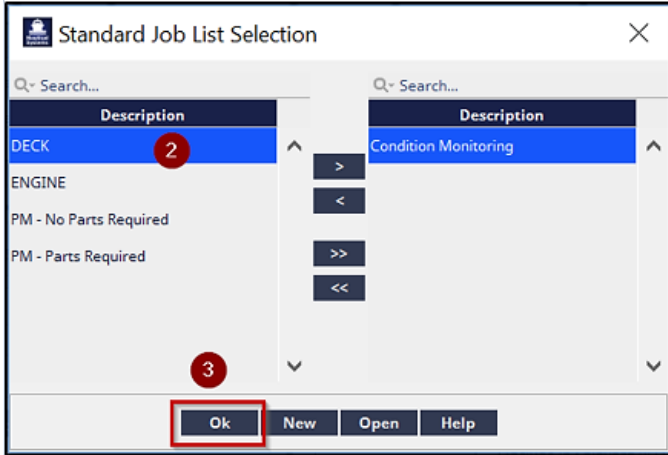 Standard Job List Selection
Search... Search...
Description Description
DECK 2 Condition Monitoring
>
ENGINE
<
PM - No Parts Required
PM - Parts Required >>
<<
3
Ok New Open Help